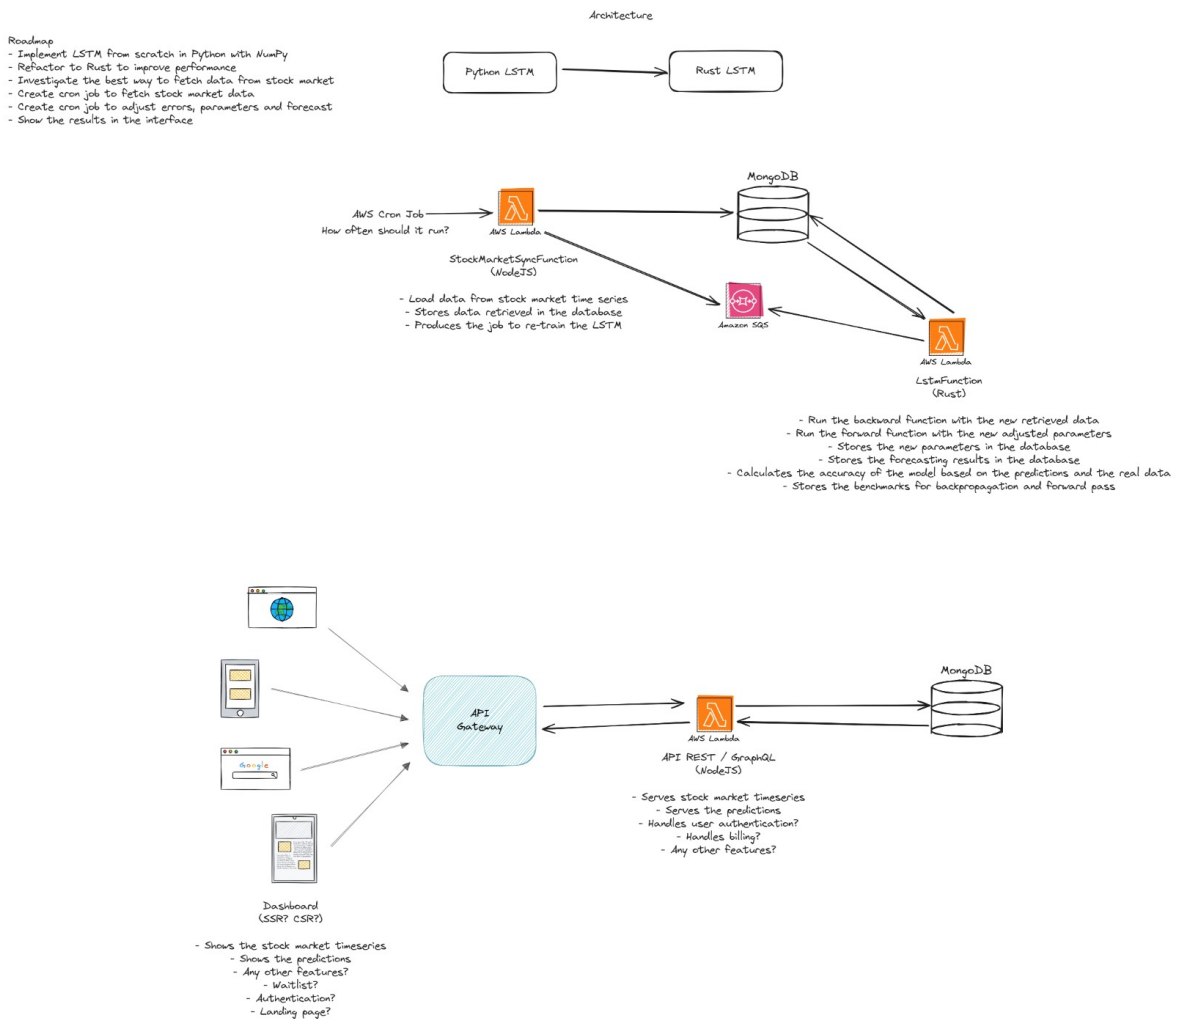 Architecture
Roadmap
- Implement LSTM from scratch in Python with NumPy
- Refactor to Rust to improve performance
- Investigate the best way to fetch data from stock market
- Create cron job to fetch stock market data
- Create cron job to adjust errors, parameters and forecast
- Show the results in the interface
Python LSTM
Rust LSTM
MongoDB
AWS Cron Job
How often should it run?
AWS Lambda
StockMarketSyncFunction
(NodeJS)
- Load data from stock market time series
- Stores data retrieved in the database
- Produces the job to re-train the LSTM
Amazon SQS
AWS Lambda
LstmFunction
(Rust)
- Run the backward function with the new retrieved data
- Run the forward function with the new adjusted parameters
- Stores the new parameters in the database
- Stores the forecasting results in the database
- Calculates the accuracy of the model based on the predictions and the real data
- Stores the benchmarks for backpropagation and forward pass
Google
API
Gateway
AWS Lambda
API REST / GraphQL
(NodeJS)
- Serves stock market timeseries
- Serves the predictions
- Handles user authentication?
- Handles billing?
- Any other features?
MongoDB
Dashboard
(SSR? CSR?)
- Shows the stock market timeseries
- Shows the predictions
- Any other features?
- Waitlist?
- Authentication?
- Landing page?